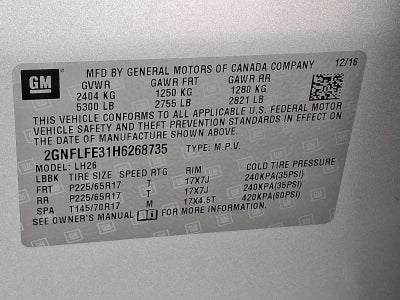 GM
MFD BY GENERAL MOTORS OF CANADA COMPANY
12/16
GVWR GAWR FRT GAWR RR
2404 KG 1250 KG 1280 KG
5300 LB 2755 LB 2821 LB
THIS VEHICLE CONFORMS TO ALL APPLICABLE U.S. FEDERAL MOTOR
VEHICLE SAFETY, BUMPER, AND THEFT PREVENTION STANDARDS IN EFFECT ON
THE DATE OF MANUFACTURE SHOWN ABOVE.
2GNFLFE31H6268735 TYPE: M.P.V.
LBBK LH26
TIRE SIZE SPEED RTG RIM COLD TIRE PRESSURE
FRT P225/65R17 T 17X7J 240KPA(35PSI)
RR P225/65R17 T 17X7J 240KPA(35PSI)
SPA T145/70R17 M 17X4.5T 420KPA(60PSI)
SEE OWNER'S MANUAL FOR MORE INFORMATION.